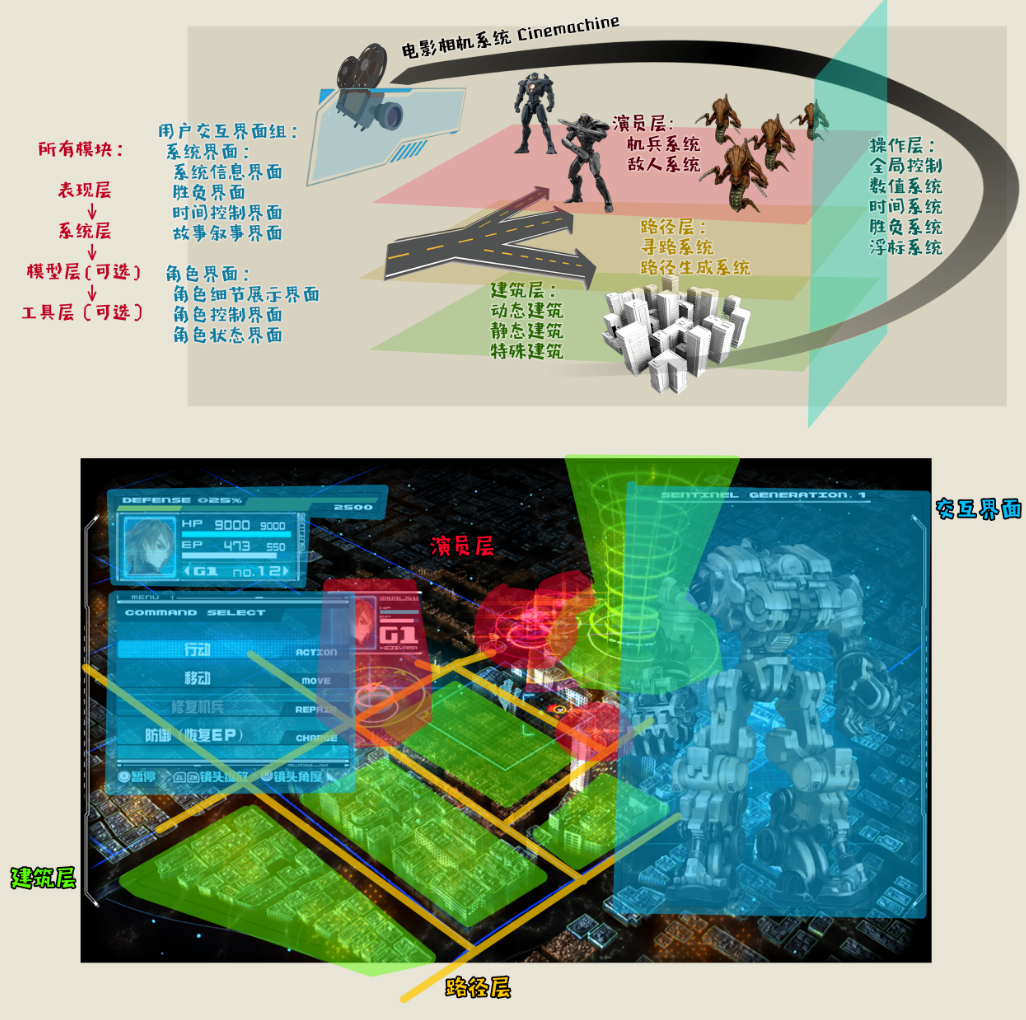 电影相机系统 Cinemachine
所有模块：
表现层
系统层
模型层(可选)
工具层〔可选〕
用户交互界面组：
系统界面：
系统信息界面
胜负界面
时间控制界面
故事叙事界面
角色界面：
角色细节展示界面
角色控制界面
角色状态界面
演员层：
机兵系统
敌人系统
路径层：
寻路系统
路径生成系统
建筑层：
动态建筑
静态建筑
特殊建筑
操作层：
全局控制
数值系统
时间系统
胜负系统
浮标系统
DEFENSE 25%
2500
HP 9000 9000
EP 473 550
G1 no.12
MENU
COMMAND SELECT
行动 ACTION
移动 MOVE
修复机兵 REPAIR
防御（恢复EP） CHARGE
暂停 镜头缩放 镜头角度
G1
演员层
SENTINEL GENERATION.1
交互界面
建筑层
路径层